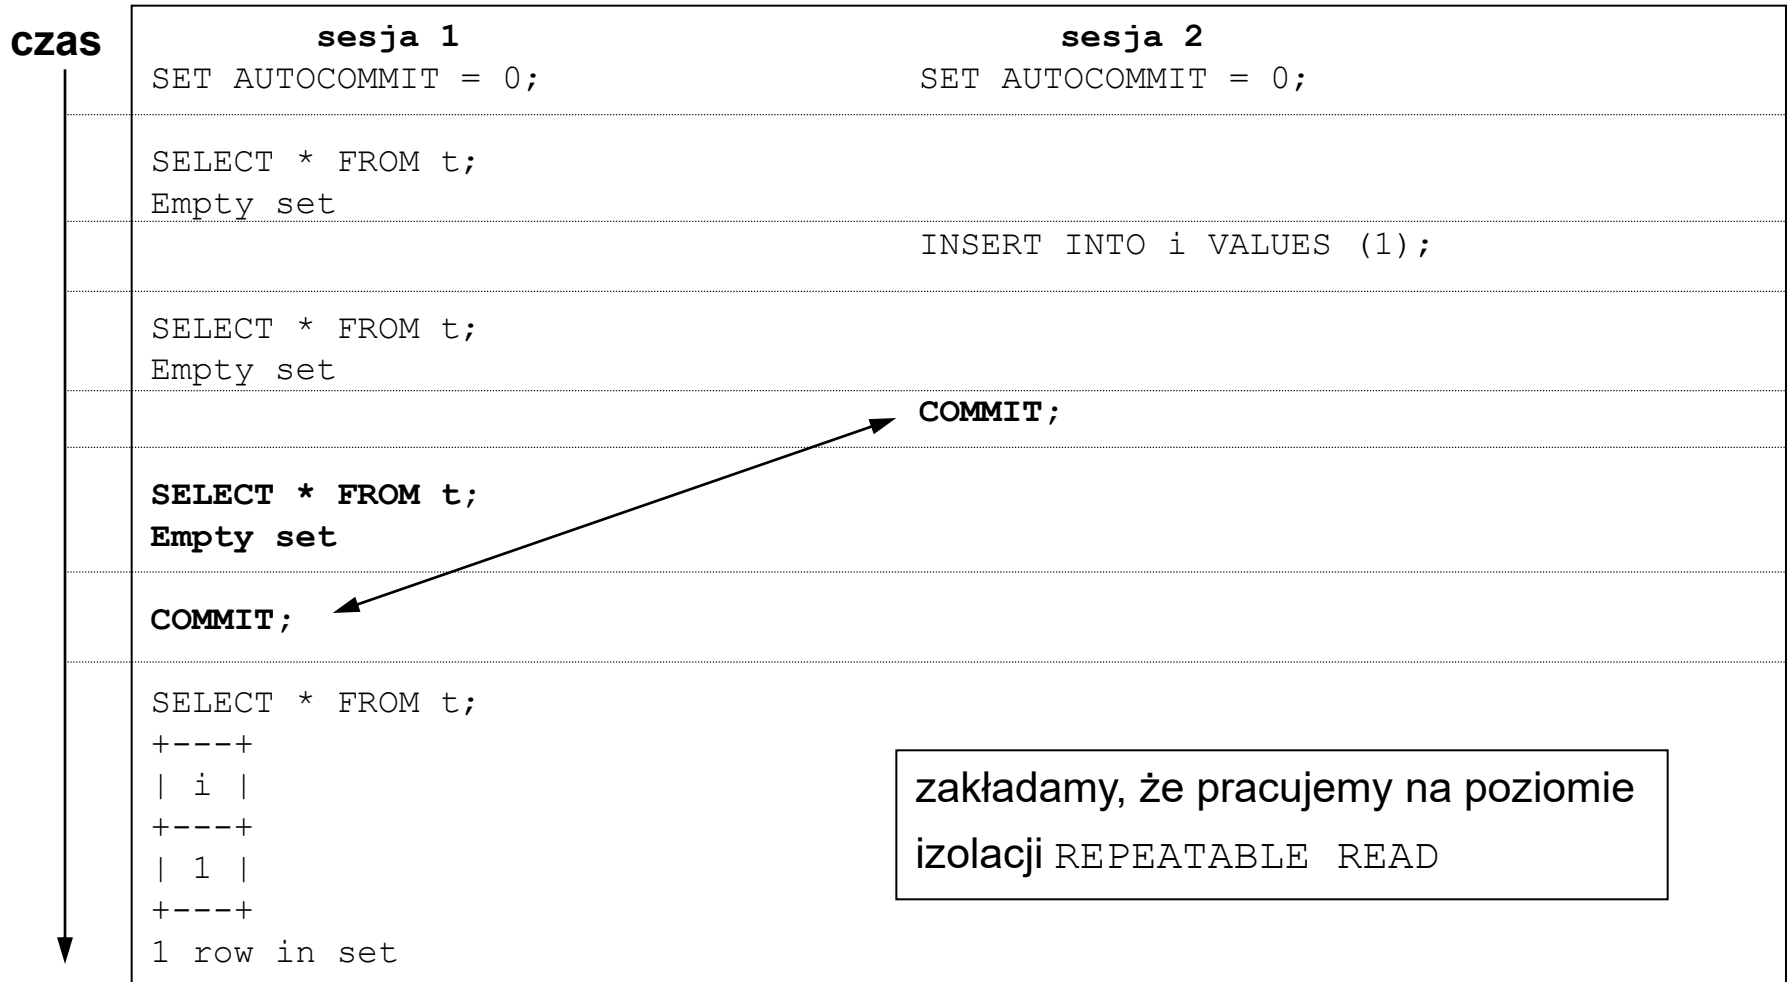 czas
sesja 1 sesja 2
SET AUTOCOMMIT = 0; SET AUTOCOMMIT = 0;
SELECT * FROM t;
Empty set
INSERT INTO i VALUES (1);
SELECT * FROM t;
Empty set
COMMIT;
SELECT * FROM t;
Empty set
COMMIT;
SELECT * FROM t;
+---+
| i |
+---+
| 1 |
+---+
1 row in set
zakładamy, że pracujemy na poziomie
izolacji REPEATABLE READ